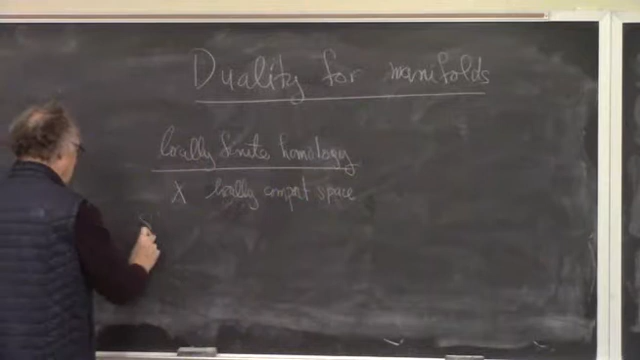 Duality for manifolds
locally finite homology
X locally compact space